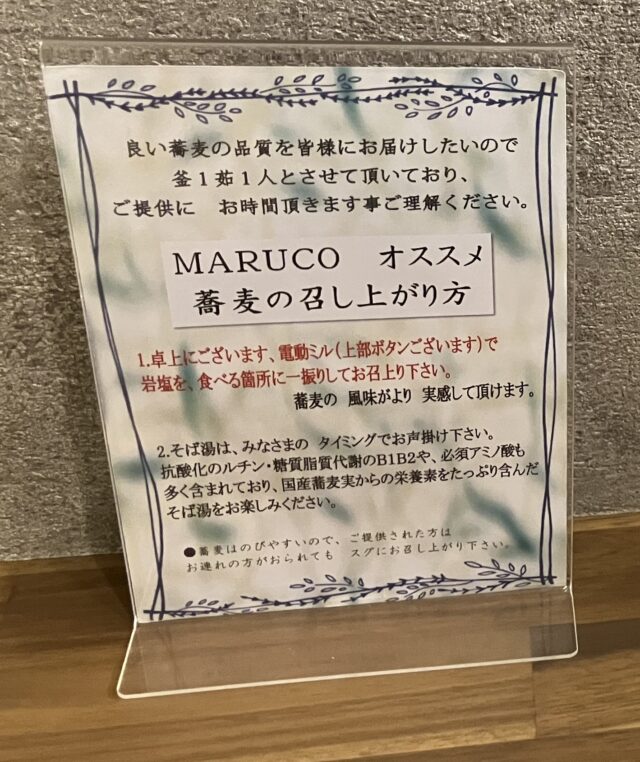 良い蕎麦の品質を皆様にお届けしたいので
釜1茹1人とさせて頂いており、
ご提供に　お時間頂きます事ご理解ください。
MARUCO　オススメ
蕎麦の召し上がり方
1.卓上にございます、電動ミル(上部ボタンございます)で
岩塩を、食べる箇所に一振りしてお召上り下さい。
蕎麦の　風味がより　実感して頂けます。
2.そば湯は、みなさまの　タイミングでお声掛け下さい。
抗酸化のルチン・糖質脂質代謝のB1B2や、必須アミノ酸も
多く含まれており、国産蕎麦実からの栄養素をたっぷり含んだ
そば湯をお楽しみください。
●蕎麦はのびやすいので、ご提供された方は
お連れの方がおられても　スグにお召し上がり下さい。